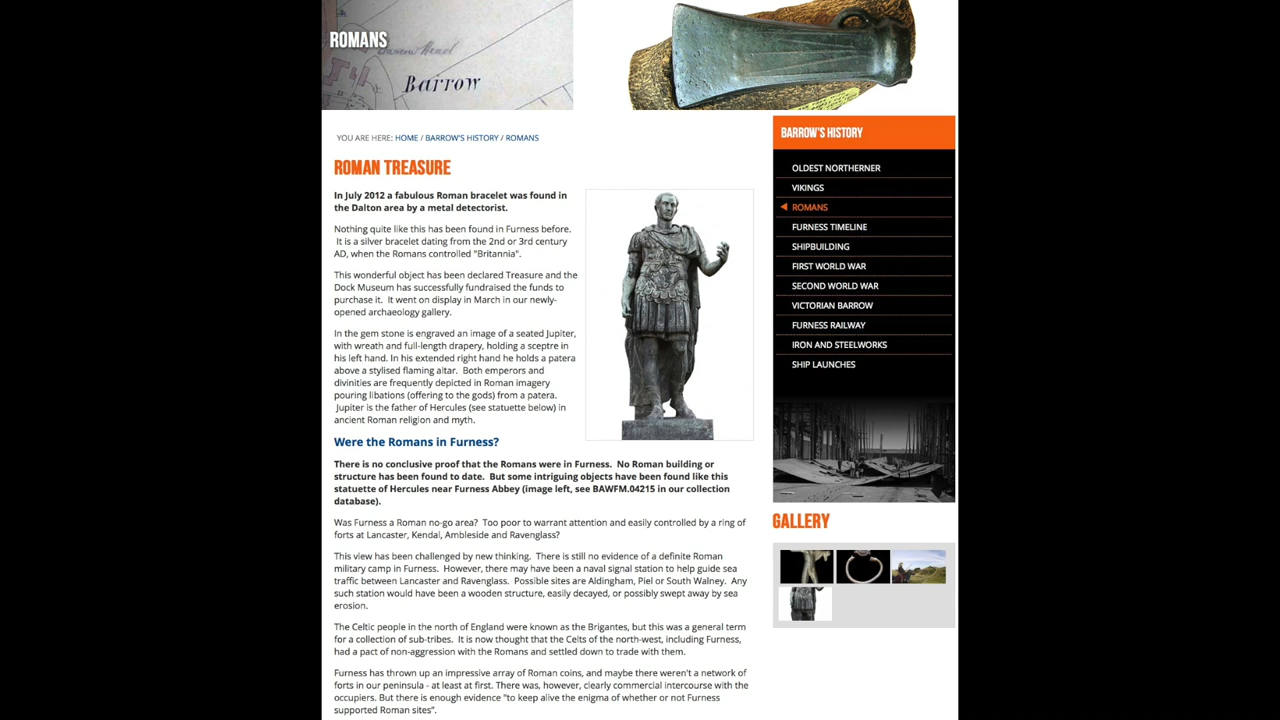 ROMANS
Barrow Head
Barrow
YOU ARE HERE: HOME / BARROW'S HISTORY / ROMANS
ROMAN TREASURE
In July 2012 a fabulous Roman bracelet was found in
the Dalton area by a metal detectorist.
Nothing quite like this has been found in Furness before.
It is a silver bracelet dating from the 2nd or 3rd century
AD, when the Romans controlled "Britannia".
This wonderful object has been declared Treasure and the
Dock Museum has successfully fundraised the funds to
purchase it. It went on display in March in our newly-
opened archaeology gallery.
In the gem stone is engraved an image of a seated Jupiter,
with wreath and full-length drapery, holding a sceptre in
his left hand. In his extended right hand he holds a patera
above a stylised flaming altar. Both emperors and
divinities are frequently depicted in Roman imagery
pouring libations (offering to the gods) from a patera.
Jupiter is the father of Hercules (see statuette below) in
ancient Roman religion and myth.
Were the Romans in Furness?
There is no conclusive proof that the Romans were in Furness. No Roman building or
structure has been found to date. But some intriguing objects have been found like this
statuette of Hercules near Furness Abbey (image left, see BAWFM.04215 in our collection
database).
Was Furness a Roman no-go area? Too poor to warrant attention and easily controlled by a ring of
forts at Lancaster, Kendal, Ambleside and Ravenglass?
This view has been challenged by new thinking. There is still no evidence of a definite Roman
military camp in Furness. However, there may have been a naval signal station to help guide sea
traffic between Lancaster and Ravenglass. Possible sites are Aldingham, Piel or South Walney. Any
such station would have been a wooden structure, easily decayed, or possibly swept away by sea
erosion.
The Celtic people in the north of England were known as the Brigantes, but this was a general term
for a collection of sub-tribes. It is now thought that the Celts of the north-west, including Furness,
had a pact of non-aggression with the Romans and settled down to trade with them.
Furness has thrown up an impressive array of Roman coins, and maybe there weren't a network of
forts in our peninsula - at least at first. There was, however, clearly commercial intercourse with the
occupiers. But there is enough evidence "to keep alive the enigma of whether or not Furness
supported Roman sites".
BARROW'S HISTORY
OLDEST NORTHERNER
VIKINGS
ROMANS
FURNESS TIMELINE
SHIPBUILDING
FIRST WORLD WAR
SECOND WORLD WAR
VICTORIAN BARROW
FURNESS RAILWAY
IRON AND STEELWORKS
SHIP LAUNCHES
GALLERY